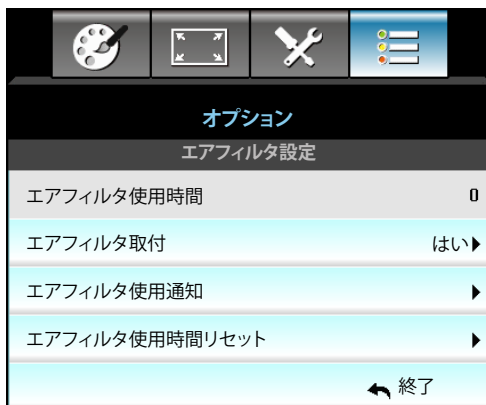 オプション
エアフィルタ設定
エアフィルタ使用時間 0
エアフィルタ取付 はい
エアフィルタ使用通知
エアフィルタ使用時間リセット
終了